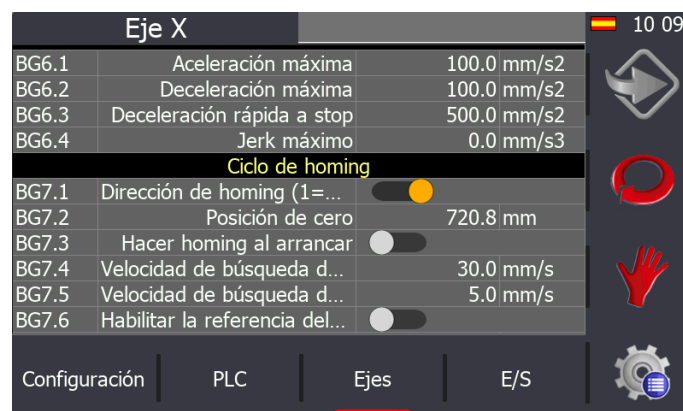 Eje X 10 09
BG6.1 Aceleración máxima 100.0 mm/s2
BG6.2 Deceleración máxima 100.0 mm/s2
BG6.3 Deceleración rápida a stop 500.0 mm/s2
BG6.4 Jerk máximo 0.0 mm/s3
Ciclo de homing
BG7.1 Dirección de homing (1=...
BG7.2 Posición de cero 720.8 mm
BG7.3 Hacer homing al arrancar
BG7.4 Velocidad de búsqueda d... 30.0 mm/s
BG7.5 Velocidad de búsqueda d... 5.0 mm/s
BG7.6 Habilitar la referencia del...
Configuración PLC Ejes E/S